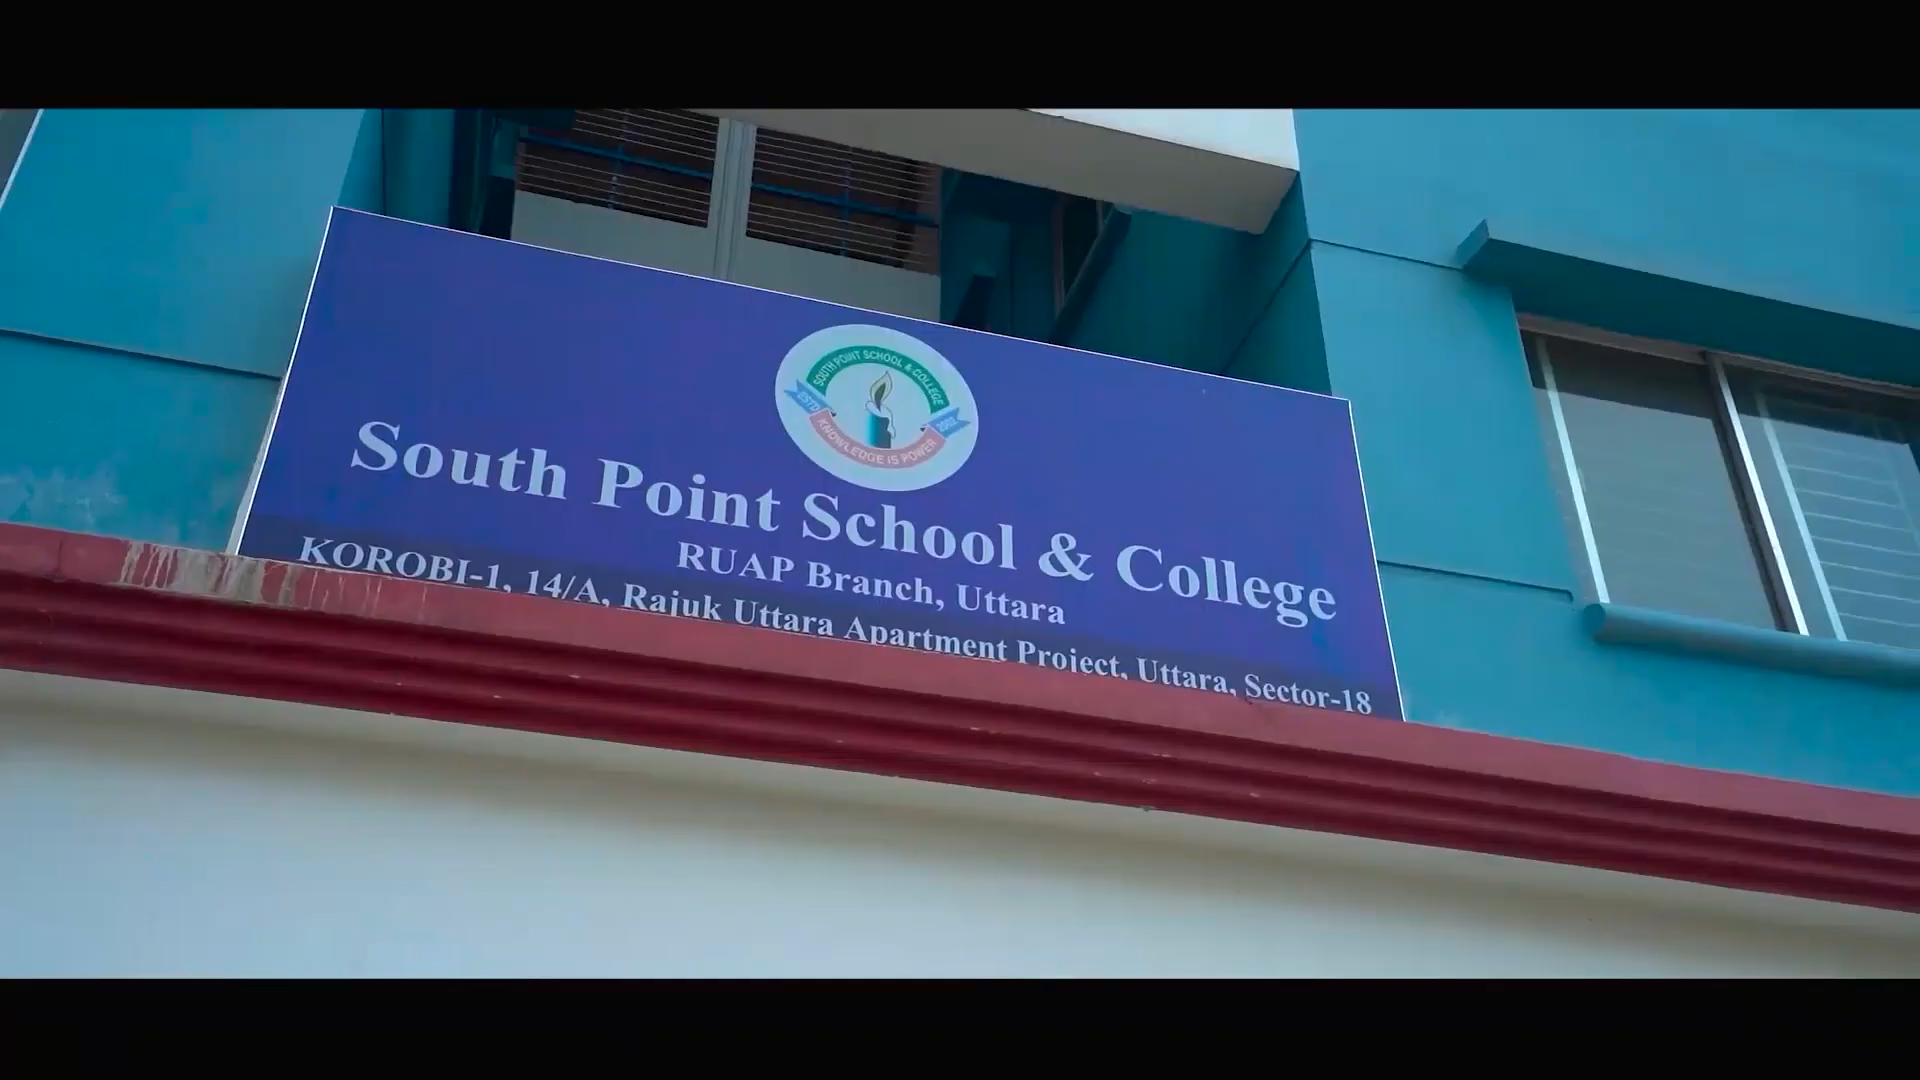 SOUTH POINT SCHOOL & COLLEGE
ESTD 2002
KNOWLEDGE IS POWER
South Point School & College
RUAP Branch, Uttara
KOROBI-1, 14/A, Rajuk Uttara Apartment Project, Uttara, Sector-18